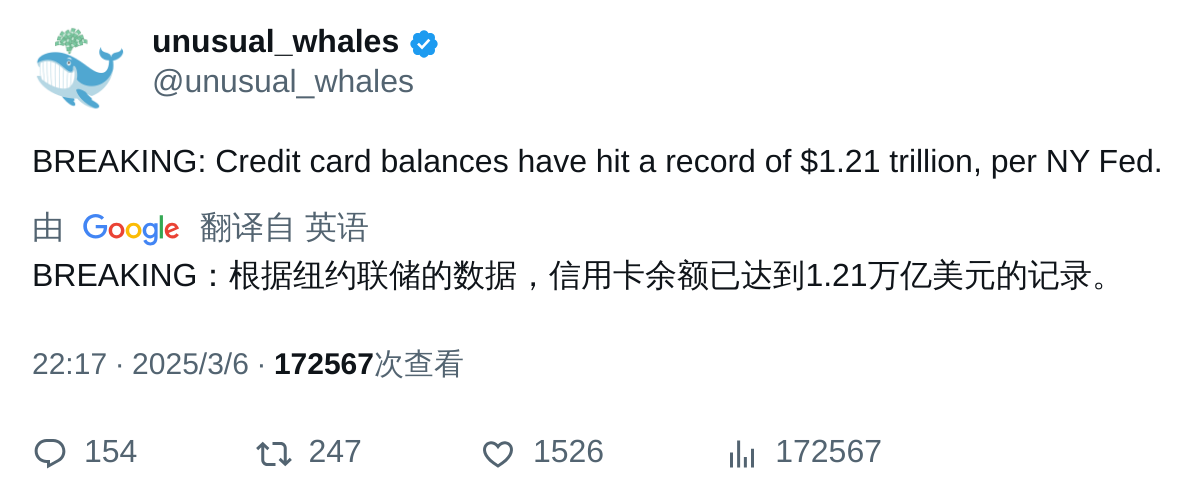 unusual_whales
@unusual_whales
BREAKING: Credit card balances have hit a record of $1.21 trillion, per NY Fed.
由 Google 翻译自 英语
BREAKING：根据纽约联储的数据，信用卡余额已达到1.21万亿美元的记录。
22:17 · 2025/3/6 · 172567次查看
154 247 1526 172567